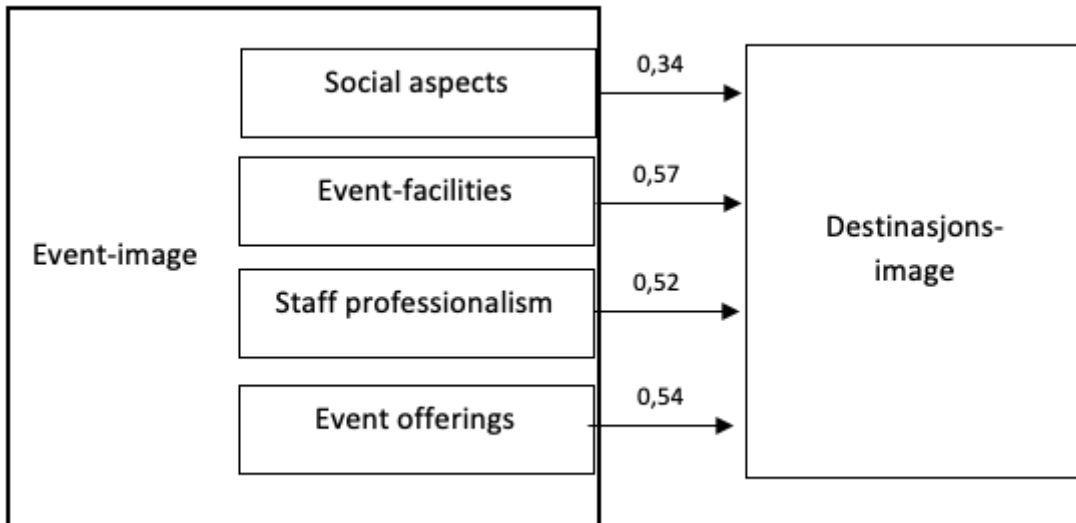 Social aspects
0,34
Event-facilities
0,57
Event-image
Destinasjons-
image
Staff professionalism
0,52
Event offerings
0,54